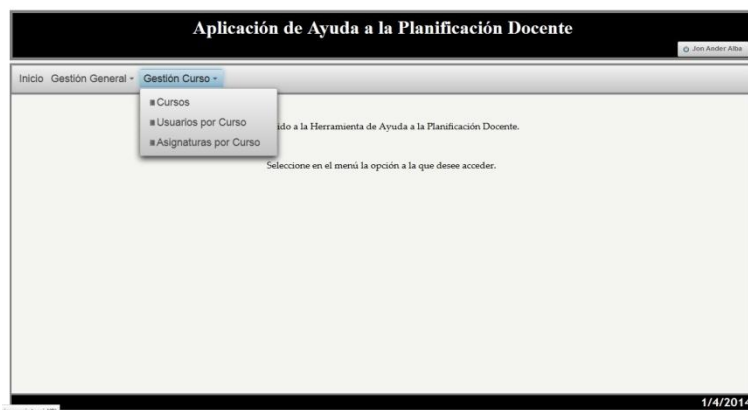 Aplicación de Ayuda a la Planificación Docente
Jon Ander Alba
Inicio Gestión General Gestión Curso
Cursos
Usuarios por Curso
Asignaturas por Curso
a la Herramienta de Ayuda a la Planificación Docente.
Seleccione en el menú la opción a la que desee acceder.
1/4/2014